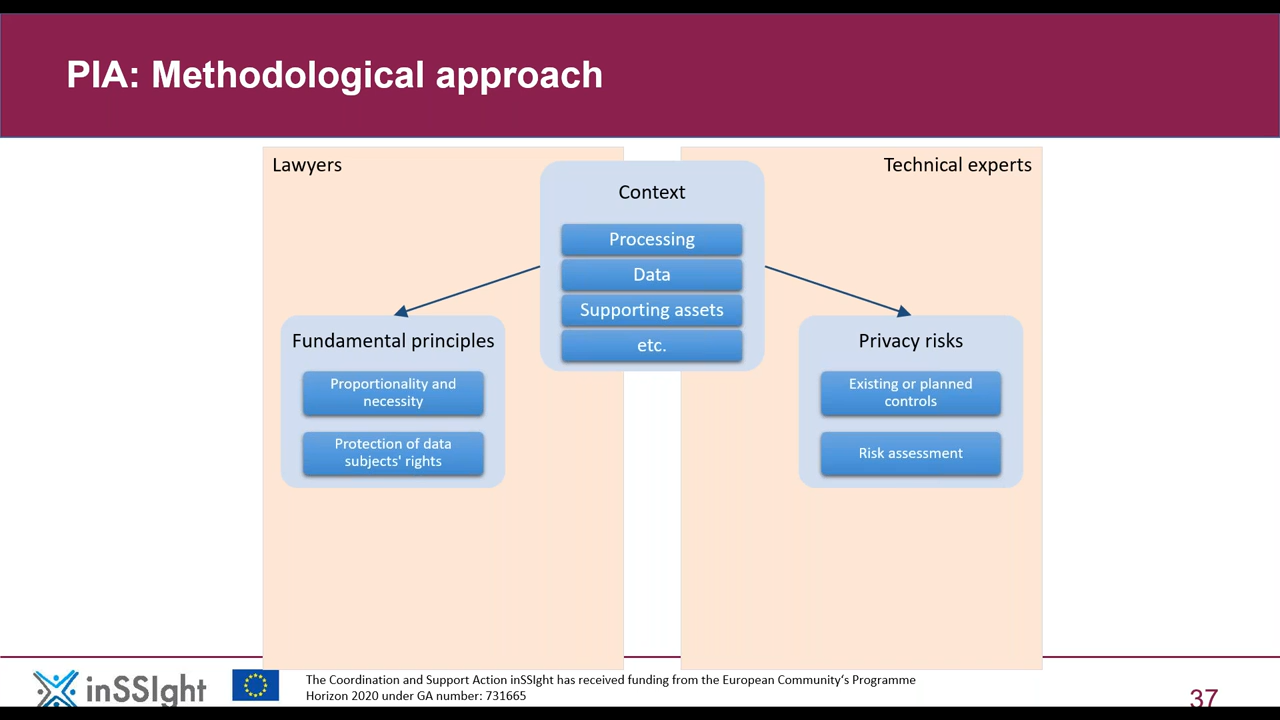 PIA: Methodological approach
Lawyers
Technical experts
Context
Processing
Data
Supporting assets
etc.
Fundamental principles
Proportionality and
necessity
Protection of data
subjects' rights
Privacy risks
Existing or planned
controls
Risk assessment
inSSIght
The Coordination and Support Action inSSIght has received funding from the European Community‘s Programme
Horizon 2020 under GA number: 731665
37